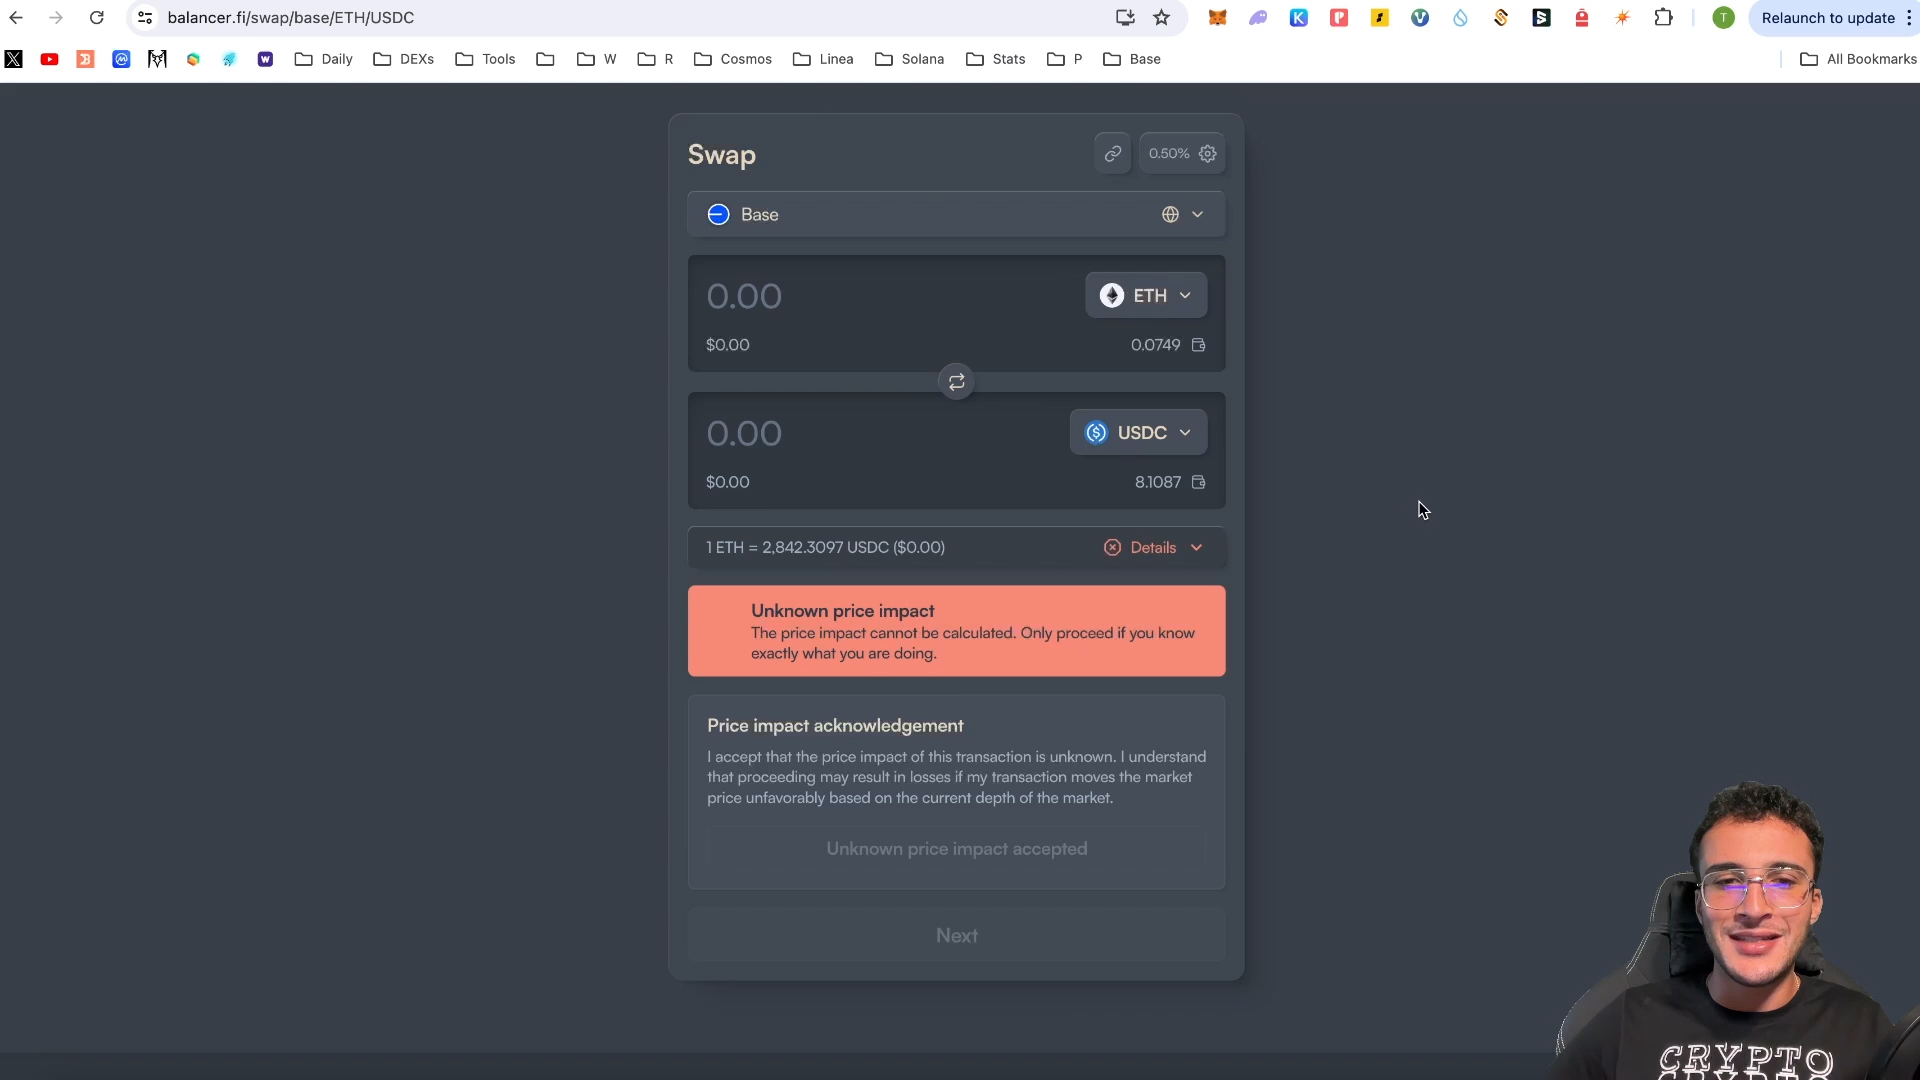 balancer.fi/swap/base/ETH/USDC
T
Relaunch to update
Daily
DEXs
Tools
W
R
Cosmos
Linea
Solana
Stats
P
Base
All Bookmarks
Swap
0.50%
Base
0.00
ETH
$0.00
0.0749
0.00
USDC
$0.00
8.1087
1 ETH = 2,842.3097 USDC ($0.00)
Details
Unknown price impact
The price impact cannot be calculated. Only proceed if you know
exactly what you are doing.
Price impact acknowledgement
I accept that the price impact of this transaction is unknown. I understand
that proceeding may result in losses if my transaction moves the market
price unfavorably based on the current depth of the market.
Unknown price impact accepted
Next
CRYPTO
CRYPTO